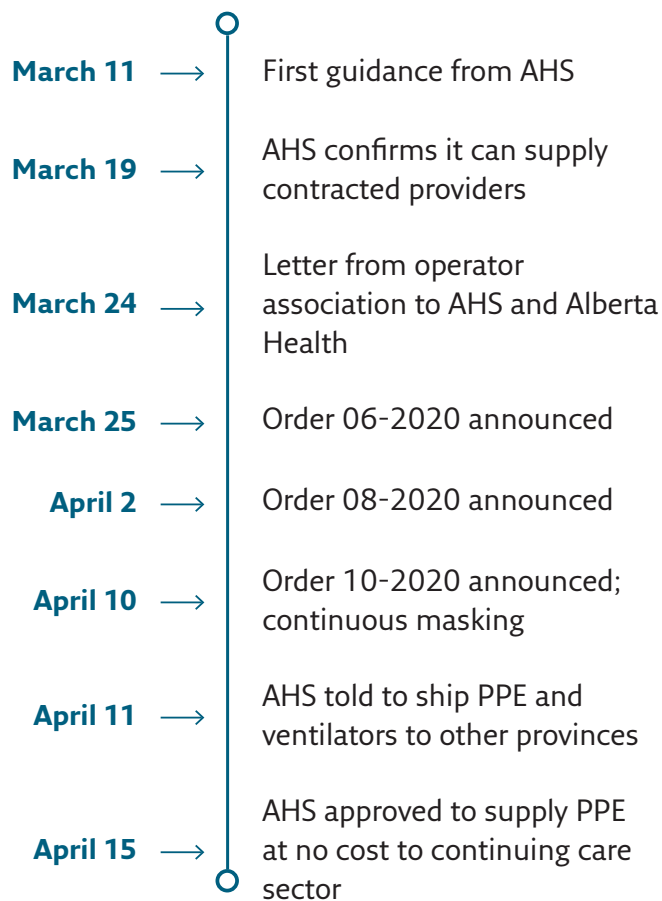 March 11 → First guidance from AHS
March 19 → AHS confirms it can supply
contracted providers
March 24 → Letter from operator
association to AHS and Alberta
Health
March 25 → Order 06-2020 announced
April 2 → Order 08-2020 announced
April 10 → Order 10-2020 announced;
continuous masking
April 11 → AHS told to ship PPE and
ventilators to other provinces
April 15 → AHS approved to supply PPE
at no cost to continuing care
sector